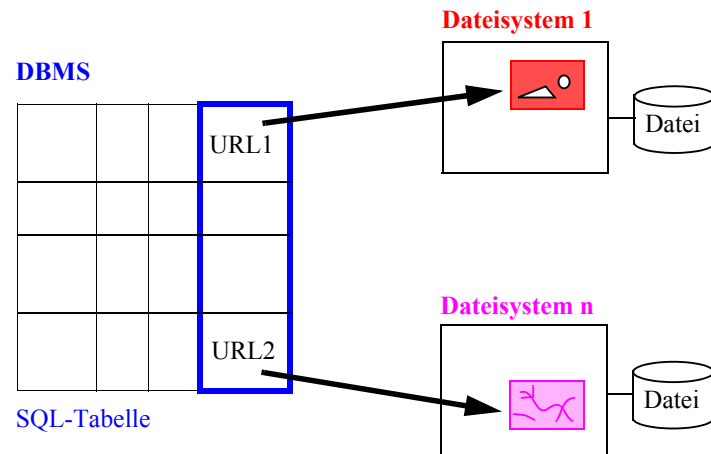 Dateisystem 1
DBMS
URL1
Datei
Dateisystem n
URL2
Datei
SQL-Tabelle